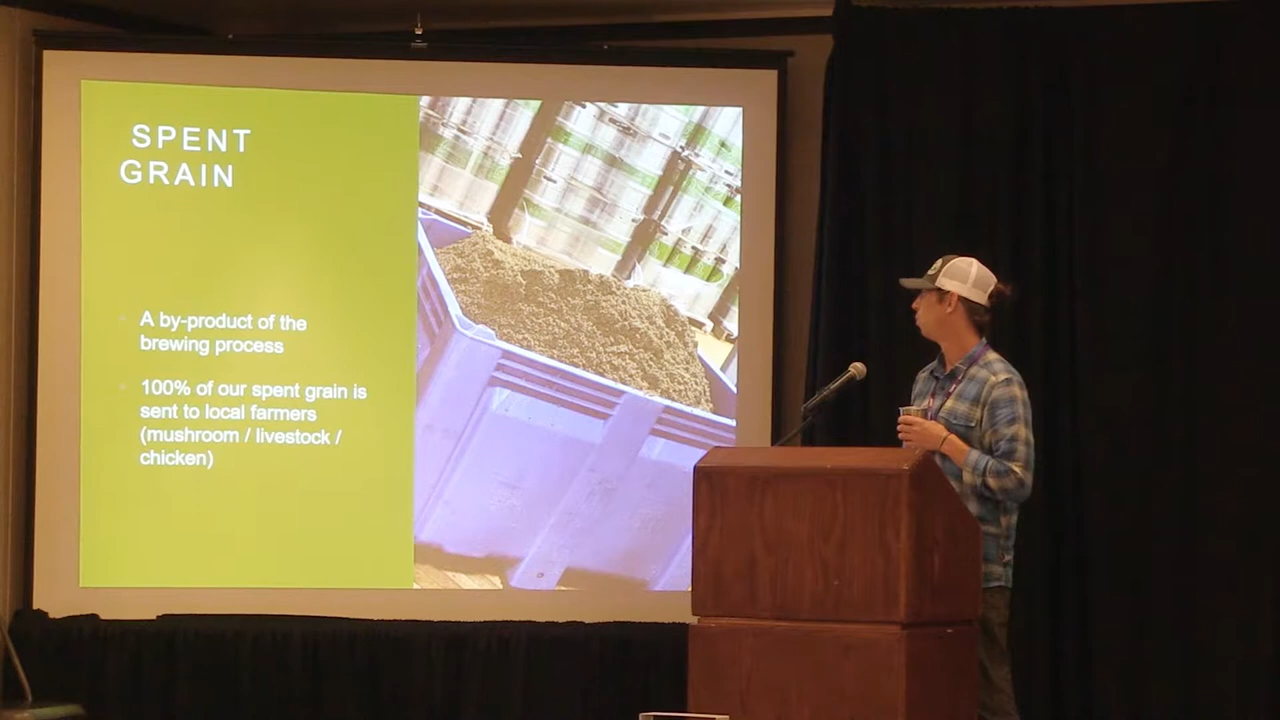 SPENT
GRAIN
A by-product of the
brewing process
100% of our spent grain is
sent to local farmers
(mushroom / livestock /
chicken)